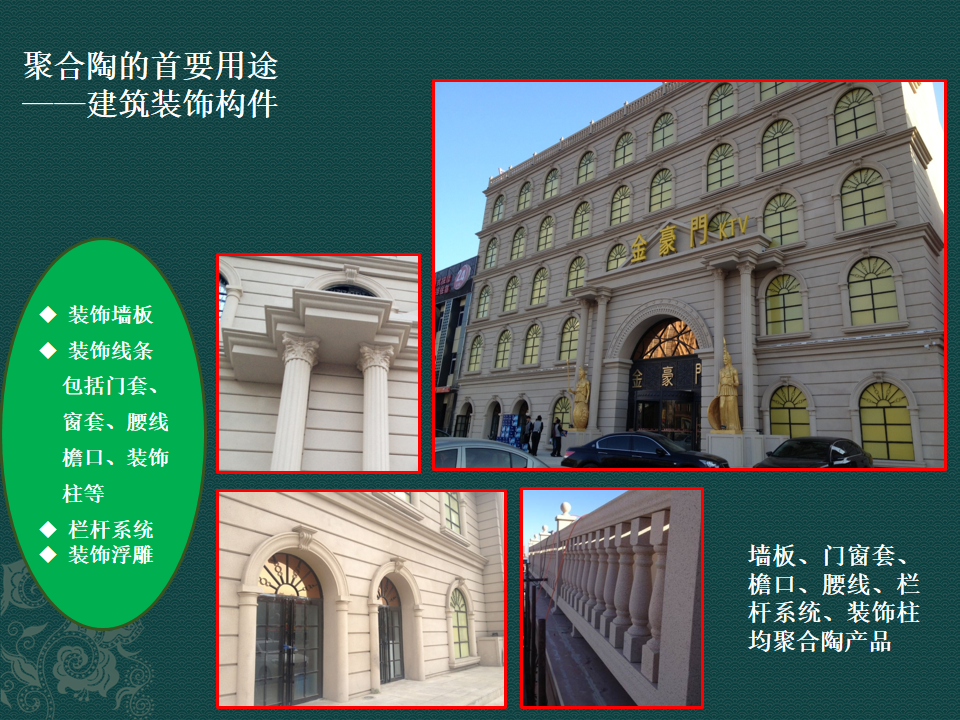 聚合陶的首要用途
——建筑装饰构件
金豪門KTV
金豪門
◆ 装饰墙板
◆ 装饰线条
包括门套、
窗套、腰线
檐口、装饰
柱等
◆ 栏杆系统
◆ 装饰浮雕
墙板、门窗套、
檐口、腰线、栏
杆系统、装饰柱
均聚合陶产品